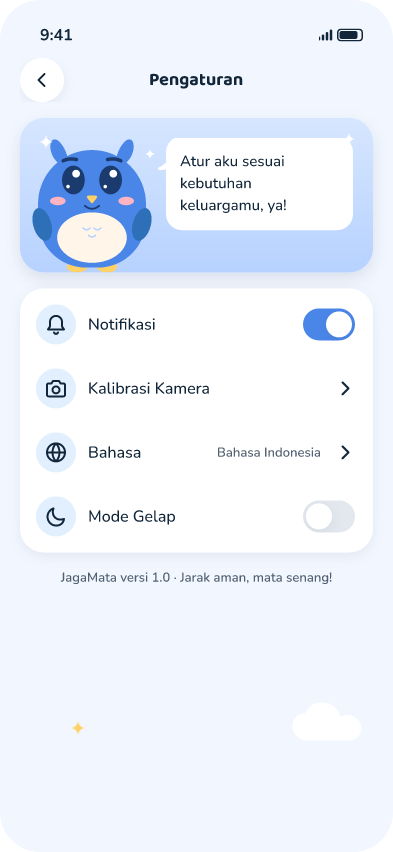 9:41
Pengaturan
Atur aku sesuai
kebutuhan
keluargamu, ya!
Notifikasi
Kalibrasi Kamera
Bahasa Bahasa Indonesia
Mode Gelap
JagaMata versi 1.0 · Jarak aman, mata senang!